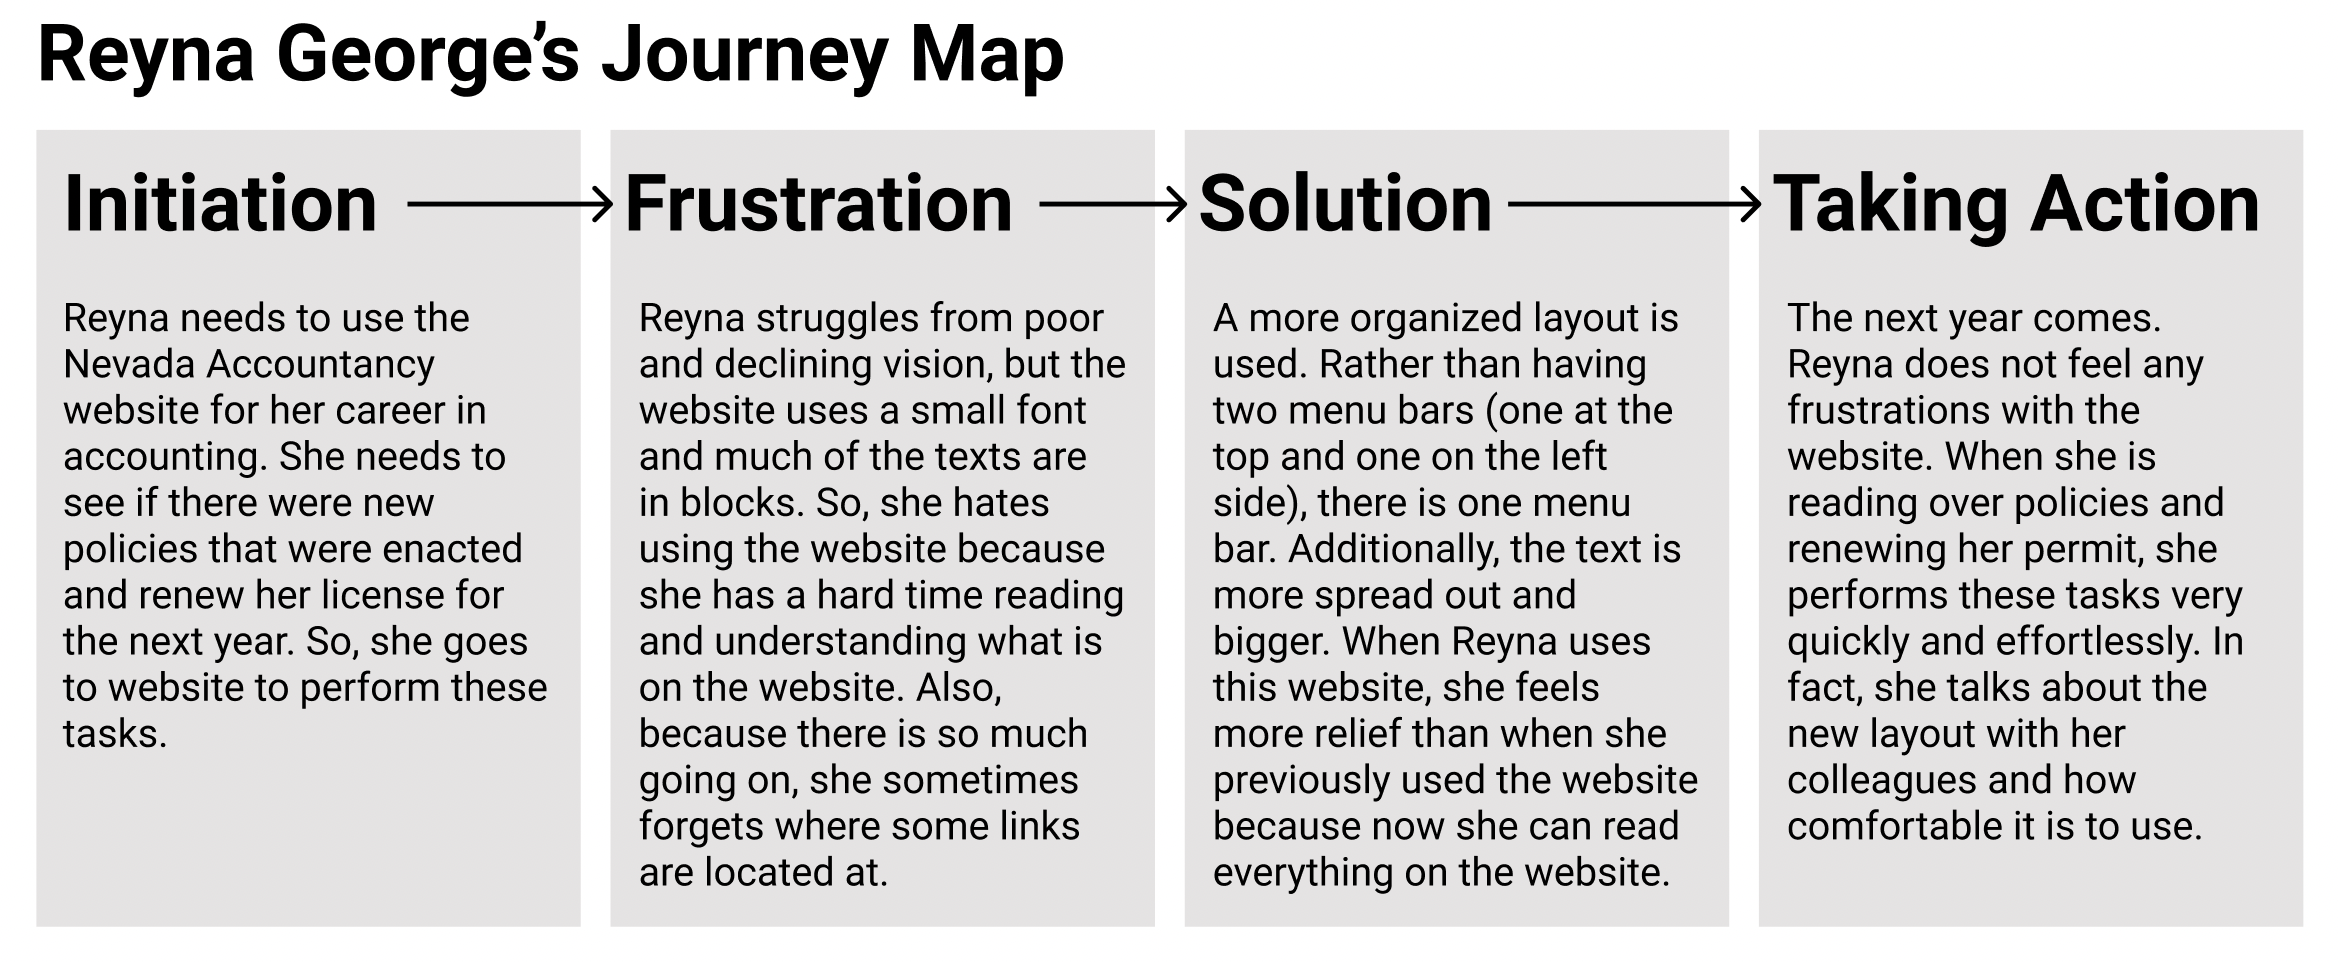 Reyna George’s Journey Map
Initiation
Reyna needs to use the
Nevada Accountancy
website for her career in
accounting. She needs to
see if there were new
policies that were enacted
and renew her license for
the next year. So, she goes
to website to perform these
tasks.
Frustration
Reyna struggles from poor
and declining vision, but the
website uses a small font
and much of the texts are
in blocks. So, she hates
using the website because
she has a hard time reading
and understanding what is
on the website. Also,
because there is so much
going on, she sometimes
forgets where some links
are located at.
Solution
A more organized layout is
used. Rather than having
two menu bars (one at the
top and one on the left
side), there is one menu
bar. Additionally, the text is
more spread out and
bigger. When Reyna uses
this website, she feels
more relief than when she
previously used the website
because now she can read
everything on the website.
Taking Action
The next year comes.
Reyna does not feel any
frustrations with the
website. When she is
reading over policies and
renewing her permit, she
performs these tasks very
quickly and effortlessly. In
fact, she talks about the
new layout with her
colleagues and how
comfortable it is to use.